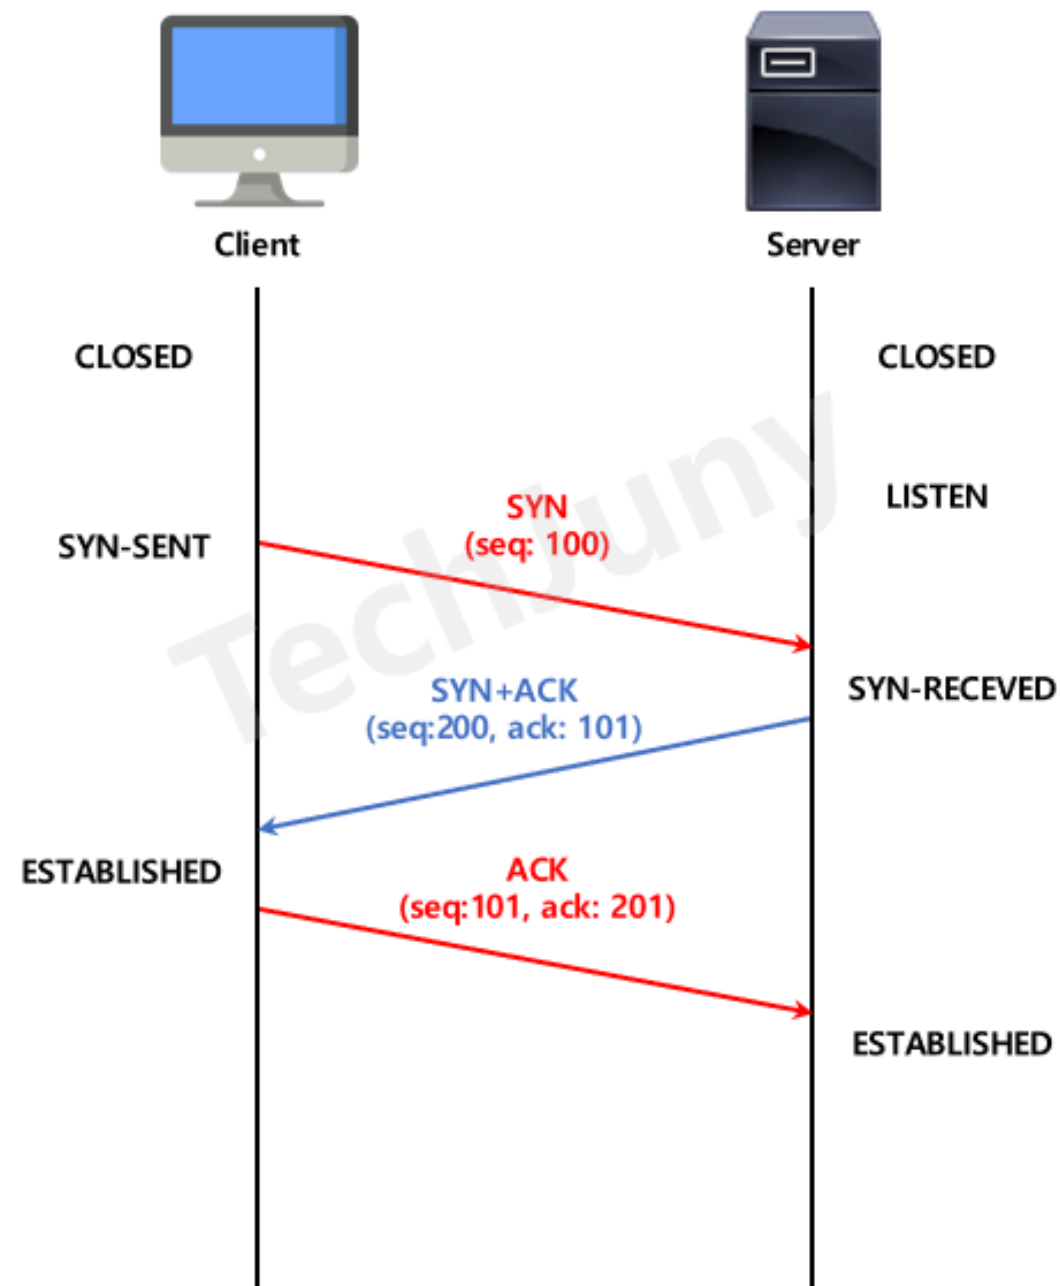 Client
Server
CLOSED
CLOSED
LISTEN
SYN
(seq: 100)
SYN-SENT
SYN-RECEVED
SYN+ACK
(seq:200, ack: 101)
ESTABLISHED
ACK
(seq:101, ack: 201)
ESTABLISHED
TechJuny